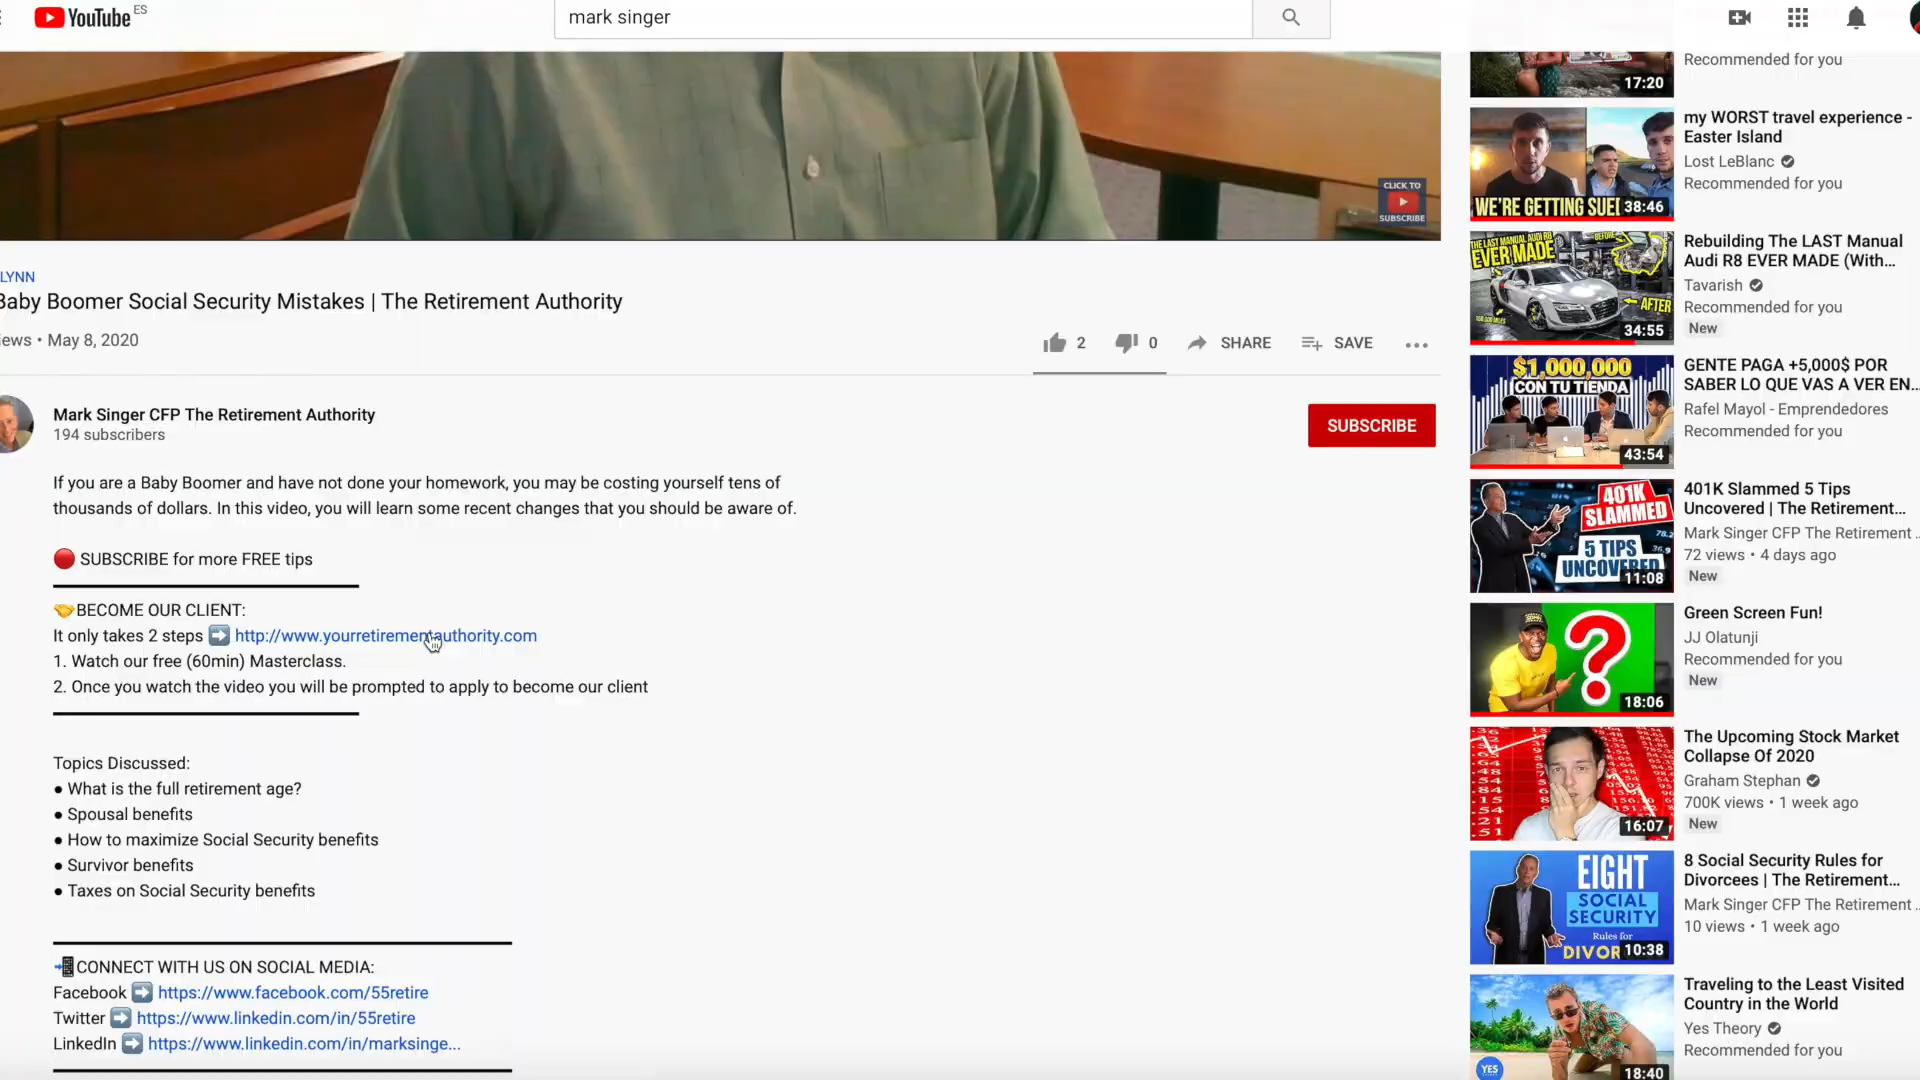 YouTube ES
mark singer
CLICK TO
SUBSCRIBE
LYNN
Baby Boomer Social Security Mistakes | The Retirement Authority
• May 8, 2020
2
0
SHARE
SAVE
Mark Singer CFP The Retirement Authority
194 subscribers
SUBSCRIBE
If you are a Baby Boomer and have not done your homework, you may be costing yourself tens of
thousands of dollars. In this video, you will learn some recent changes that you should be aware of.
SUBSCRIBE for more FREE tips
BECOME OUR CLIENT:
It only takes 2 steps ➡ http://www.yourretirementauthority.com
1. Watch our free (60min) Masterclass.
2. Once you watch the video you will be prompted to apply to become our client
Topics Discussed:
● What is the full retirement age?
● Spousal benefits
● How to maximize Social Security benefits
● Survivor benefits
● Taxes on Social Security benefits
CONNECT WITH US ON SOCIAL MEDIA:
Facebook ➡ https://www.facebook.com/55retire
Twitter ➡ https://www.linkedin.com/in/55retire
LinkedIn ➡ https://www.linkedin.com/in/marksinge...
17:20
Recommended for you
WE'RE GETTING SUED
38:46
my WORST travel experience -
Easter Island
Lost LeBlanc
Recommended for you
THE LAST MANUAL AUDI R8
EVER MADE
BEFORE
AFTER
34:55
Rebuilding The LAST Manual
Audi R8 EVER MADE (With...
Tavarish
Recommended for you
New
$1,000,000
CON TU TIENDA
43:54
GENTE PAGA +5,000$ POR
SABER LO QUE VAS A VER EN...
Rafel Mayol - Emprendedores
Recommended for you
401K
SLAMMED
5 TIPS
UNCOVERED
11:08
401K Slammed 5 Tips
Uncovered | The Retirement...
Mark Singer CFP The Retirement ...
72 views • 4 days ago
New
?
18:06
Green Screen Fun!
JJ Olatunji
Recommended for you
New
16:07
The Upcoming Stock Market
Collapse Of 2020
Graham Stephan
700K views • 1 week ago
New
EIGHT
SOCIAL
SECURITY
Rules for
10:38
8 Social Security Rules for
Divorcees | The Retirement...
Mark Singer CFP The Retirement ...
10 views • 1 week ago
YES
18:40
Traveling to the Least Visited
Country in the World
Yes Theory
Recommended for you